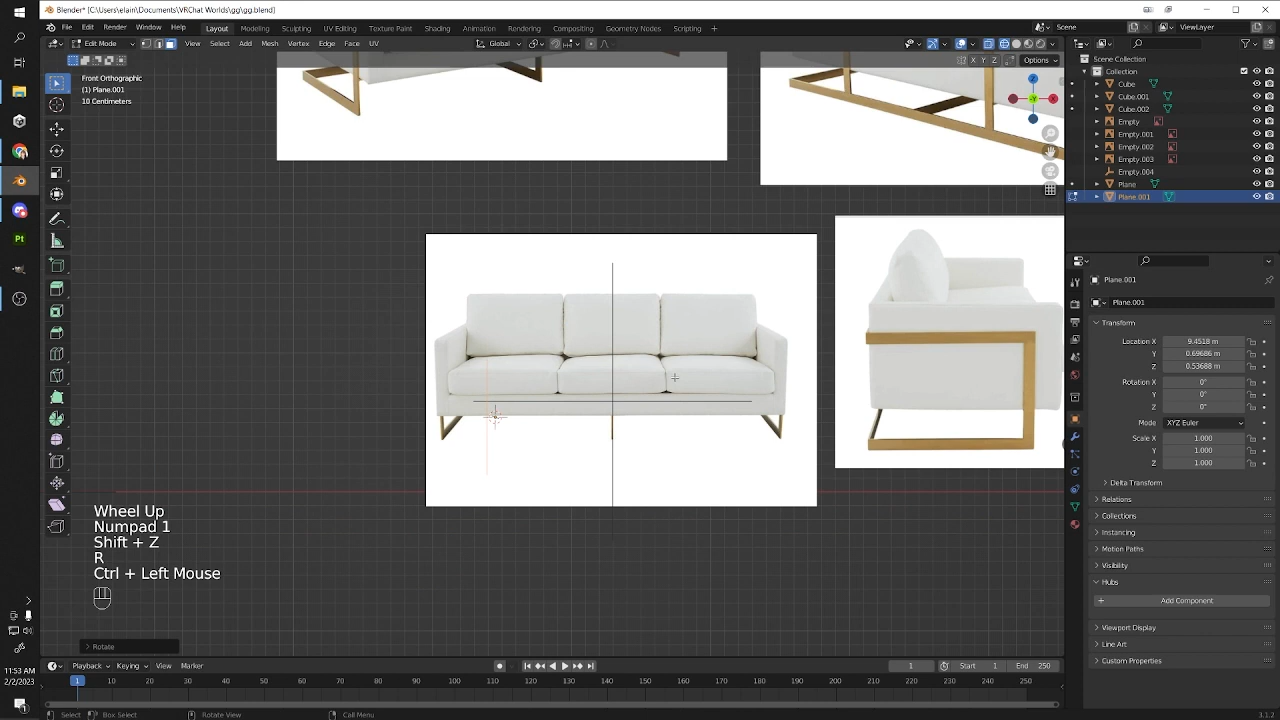 Blender* [C:\Users\elain\Documents\VRChat Worlds\gg\gg.blend]
File Edit Render Window Help Layout Modeling Sculpting UV Editing Texture Paint Shading Animation Rendering Compositing Geometry Nodes Scripting Scene ViewLayer
Edit Mode View Select Add Mesh Vertex Edge Face UV Global
X Y Z Options
Front Orthographic
(1) Plane.001
10 Centimeters
Scene Collection
Collection
Cube
Cube.001
Cube.002
Empty
Empty.001
Empty.002
Empty.003
Empty.004
Plane
Plane.001
Plane.001
Plane.001
Transform
Location X 9.4518 m
Y 0.69686 m
Z 0.53688 m
Rotation X 0°
Y 0°
Z 0°
Mode XYZ Euler
Scale X 1.000
Y 1.000
Z 1.000
Delta Transform
Relations
Collections
Instancing
Motion Paths
Visibility
Hubs
Add Component
Viewport Display
Line Art
Custom Properties
Wheel Up
Numpad 1
Shift + Z
R
Ctrl + Left Mouse
Rotate
Playback Keying View Marker 1 Start 1 End 250
1 10 20 30 40 50 60 70 80 90 100 110 120 130 140 150 160 170 180 190 200 210 220 230 240 250
Select Box Select Rotate View Call Menu 3.1.2
Pt
11:53 AM
2/2/2023